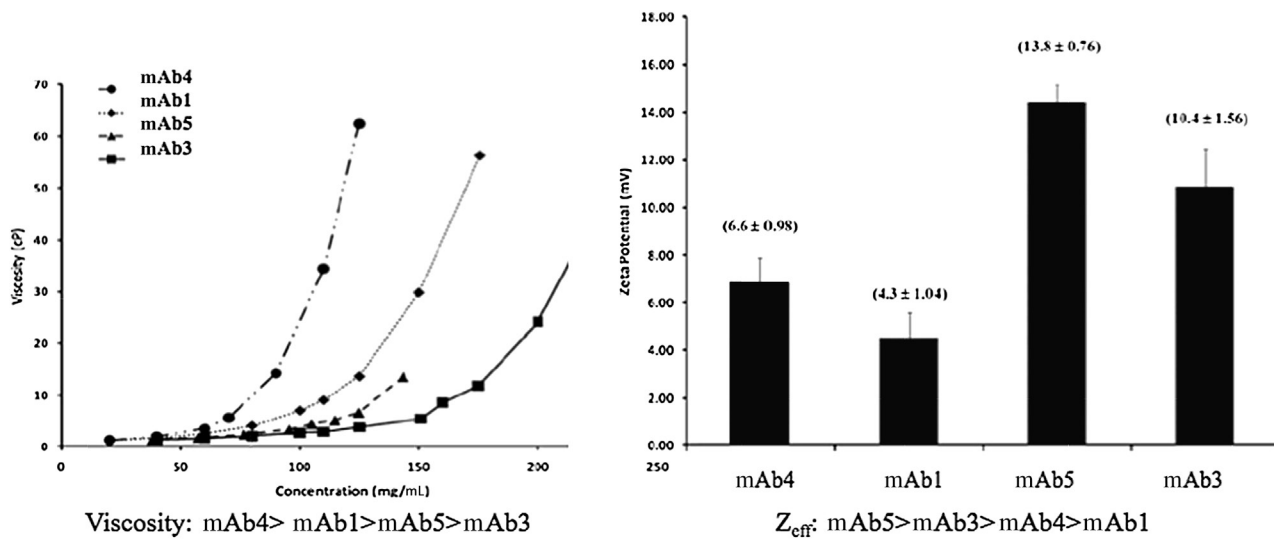 mAb4
mAb1
mAb5
mAb3
70
60
50
40
30
20
10
0
Viscosity (cP)
0
50
100
150
200
250
Concentration (mg/mL)
Viscosity: mAb4> mAb1>mAb5>mAb3
18.00
16.00
14.00
12.00
10.00
8.00
6.00
4.00
2.00
0.00
Zeta Potential (mV)
(6.6 ± 0.98)
(4.3 ± 1.04)
(13.8 ± 0.76)
(10.4 ± 1.56)
mAb4
mAb1
mAb5
mAb3
Zeff: mAb5>mAb3>mAb4>mAb1